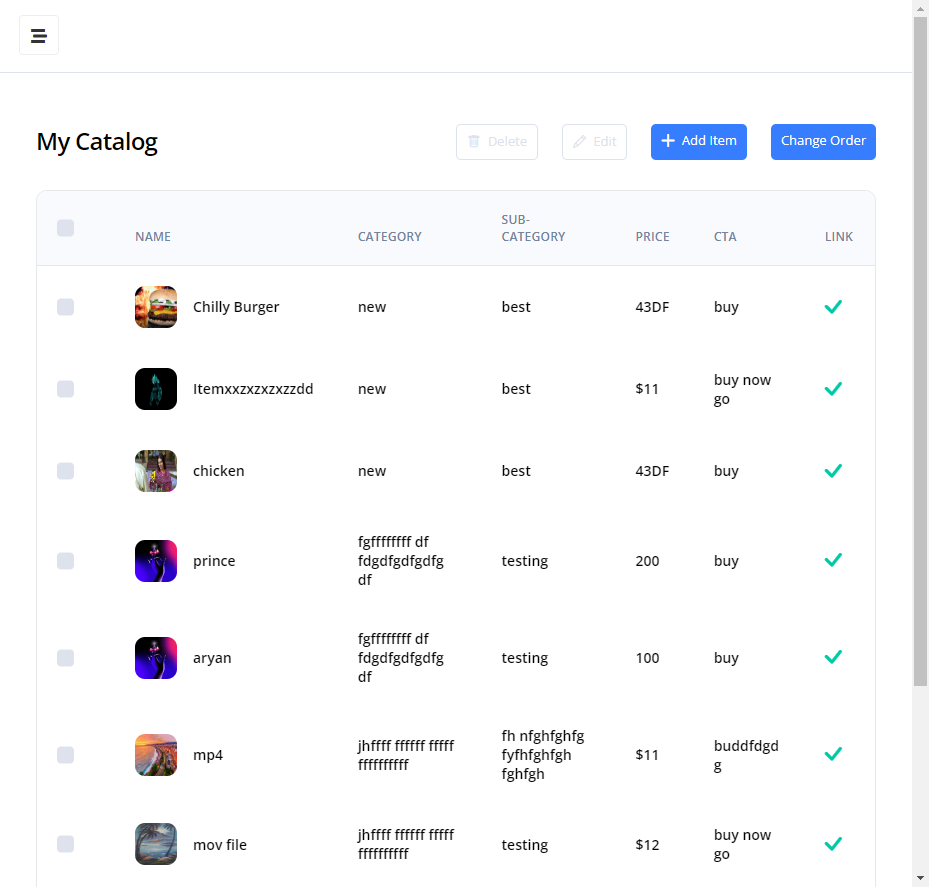 My Catalog
Delete
Edit
Add Item
Change Order
NAME
CATEGORY
SUB-
CATEGORY
PRICE
CTA
LINK
Chilly Burger
new
best
43DF
buy
Itemxxzxzxzxzzdd
new
best
$11
buy now
go
chicken
new
best
43DF
buy
prince
fgffffffff df
fdgdfgdfgdfg
df
testing
200
buy
aryan
fgffffffff df
fdgdfgdfgdfg
df
testing
100
buy
mp4
jhffff ffffff fffff
ffffffffff
fh nfghfghfg
fyfhfghfgh
fghfgh
$11
buddfdgd
g
mov file
jhffff ffffff fffff
ffffffffff
testing
$12
buy now
go